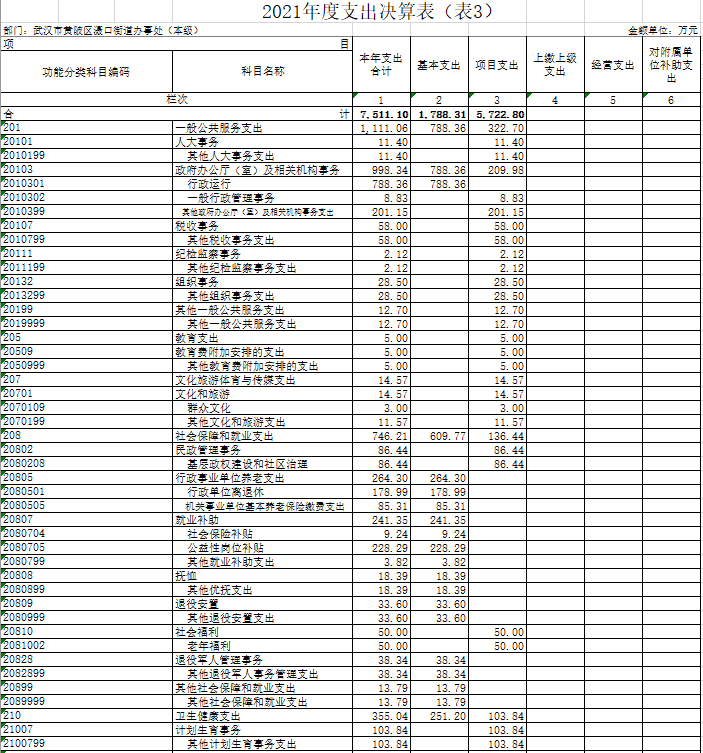 2021年度支出决算表（表3）
部门：武汉市黄陂区滠口街道办事处（本级） 金额单位：万元
项 目 本年支出合计 基本支出 项目支出 上缴上级支出 经营支出 对附属单位补助支出
功能分类科目编码 科目名称
栏次 1 2 3 4 5 6
合 计 7,511.10 1,788.31 5,722.80
201 一般公共服务支出 1,111.06 788.36 322.70
20101 人大事务 11.40 11.40
2010199 其他人大事务支出 11.40 11.40
20103 政府办公厅（室）及相关机构事务 998.34 788.36 209.98
2010301 行政运行 788.36 788.36
2010302 一般行政管理事务 8.83 8.83
2010399 其他政府办公厅（室）及相关机构事务支出 201.15 201.15
20107 税收事务 58.00 58.00
2010799 其他税收事务支出 58.00 58.00
20111 纪检监察事务 2.12 2.12
2011199 其他纪检监察事务支出 2.12 2.12
20132 组织事务 28.50 28.50
2013299 其他组织事务支出 28.50 28.50
20199 其他一般公共服务支出 12.70 12.70
2019999 其他一般公共服务支出 12.70 12.70
205 教育支出 5.00 5.00
20509 教育费附加安排的支出 5.00 5.00
2050999 其他教育费附加安排的支出 5.00 5.00
207 文化旅游体育与传媒支出 14.57 14.57
20701 文化和旅游 14.57 14.57
2070109 群众文化 3.00 3.00
2070199 其他文化和旅游支出 11.57 11.57
208 社会保障和就业支出 746.21 609.77 136.44
20802 民政管理事务 86.44 86.44
2080208 基层政权建设和社区治理 86.44 86.44
20805 行政事业单位养老支出 264.30 264.30
2080501 行政单位离退休 178.99 178.99
2080505 机关事业单位基本养老保险缴费支出 85.31 85.31
20807 就业补助 241.35 241.35
2080704 社会保险补贴 9.24 9.24
2080705 公益性岗位补贴 228.29 228.29
2080799 其他就业补助支出 3.82 3.82
20808 抚恤 18.39 18.39
2080899 其他优抚支出 18.39 18.39
20809 退役安置 33.60 33.60
2080999 其他退役安置支出 33.60 33.60
20810 社会福利 50.00 50.00
2081002 老年福利 50.00 50.00
20828 退役军人管理事务 38.34 38.34
2082899 其他退役军人事务管理支出 38.34 38.34
20899 其他社会保障和就业支出 13.79 13.79
2089999 其他社会保障和就业支出 13.79 13.79
210 卫生健康支出 355.04 251.20 103.84
21007 计划生育事务 103.84 103.84
2100799 其他计划生育事务支出 103.84 103.84